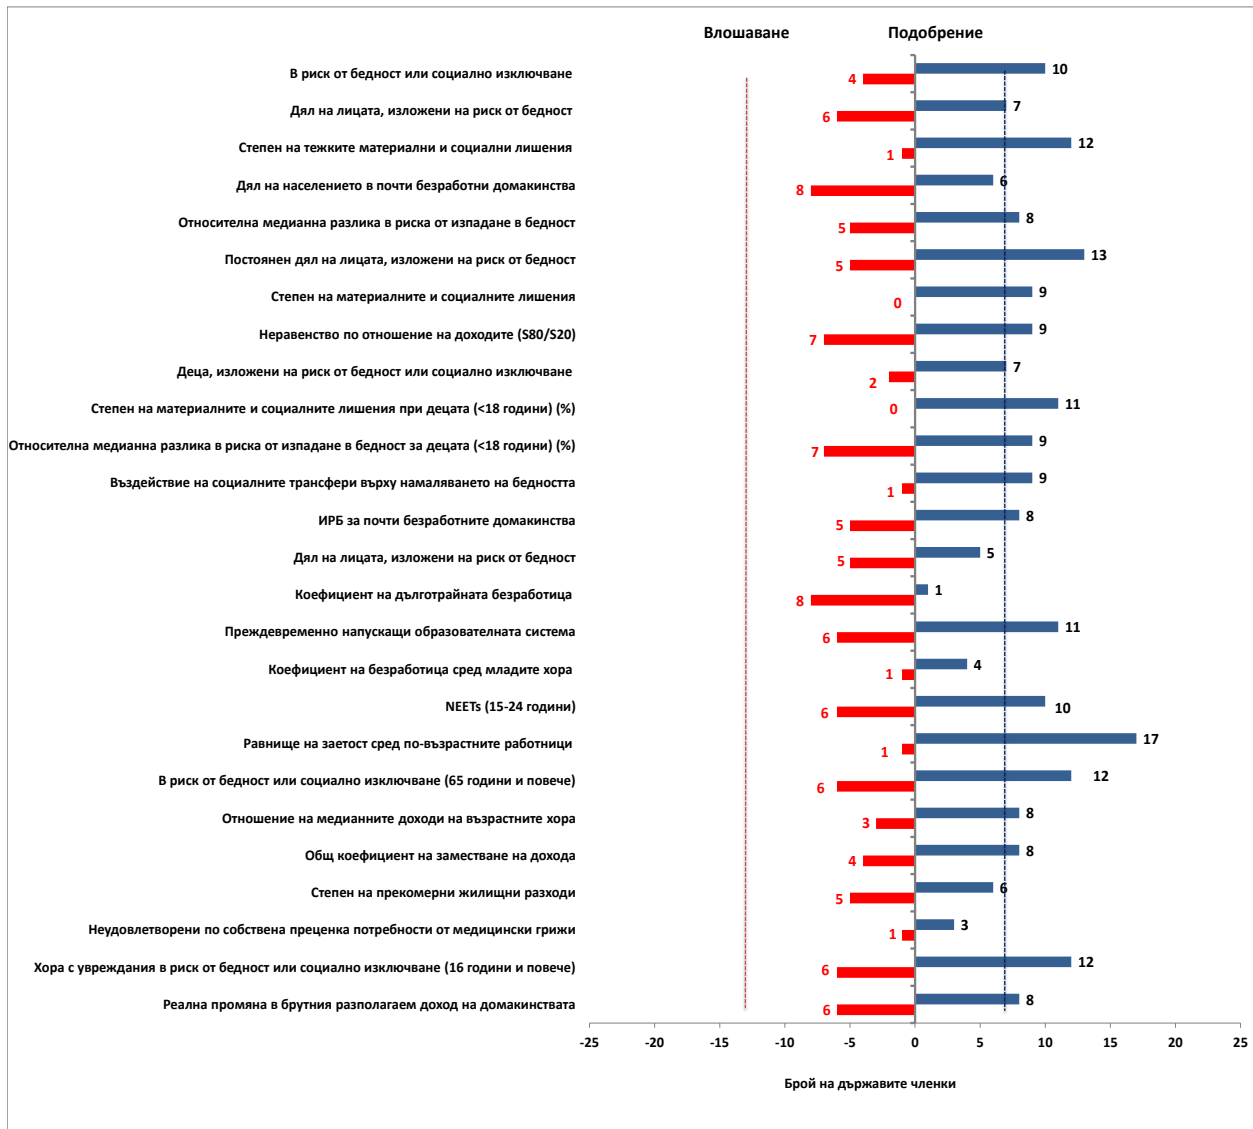 Влошаване Подобрение
В риск от бедност или социално изключване 4 10
Дял на лицата, изложени на риск от бедност 6 7
Степен на тежките материални и социални лишения 1 12
Дял на населението в почти безработни домакинства 8 6
Относителна медианна разлика в риска от изпадане в бедност 5 8
Постоянен дял на лицата, изложени на риск от бедност 5 13
Степен на материалните и социалните лишения 0 9
Неравенство по отношение на доходите (S80/S20) 7 9
Деца, изложени на риск от бедност или социално изключване 2 7
Степен на материалните и социалните лишения при децата (<18 години) (%) 0 11
Относителна медианна разлика в риска от изпадане в бедност за децата (<18 години) (%) 7 9
Въздействие на социалните трансфери върху намаляването на бедността 1 9
ИРБ за почти безработните домакинства 5 8
Дял на лицата, изложени на риск от бедност 5 5
Коефициент на дълготрайната безработица 8 1
Преждевременно напускащи образователната система 6 11
Коефициент на безработица сред младите хора 1 4
NEETs (15-24 години) 6 10
Равнище на заетост сред по-възрастните работници 1 17
В риск от бедност или социално изключване (65 години и повече) 6 12
Отношение на медианните доходи на възрастните хора 3 8
Общ коефициент на заместване на дохода 4 8
Степен на прекомерни жилищни разходи 5 6
Неудовлетворени по собствена преценка потребности от медицински грижи 1 3
Хора с увреждания в риск от бедност или социално изключване (16 години и повече) 6 12
Реална промяна в брутния разполагаем доход на домакинствата 6 8
-25 -20 -15 -10 -5 0 5 10 15 20 25
Брой на държавите членки